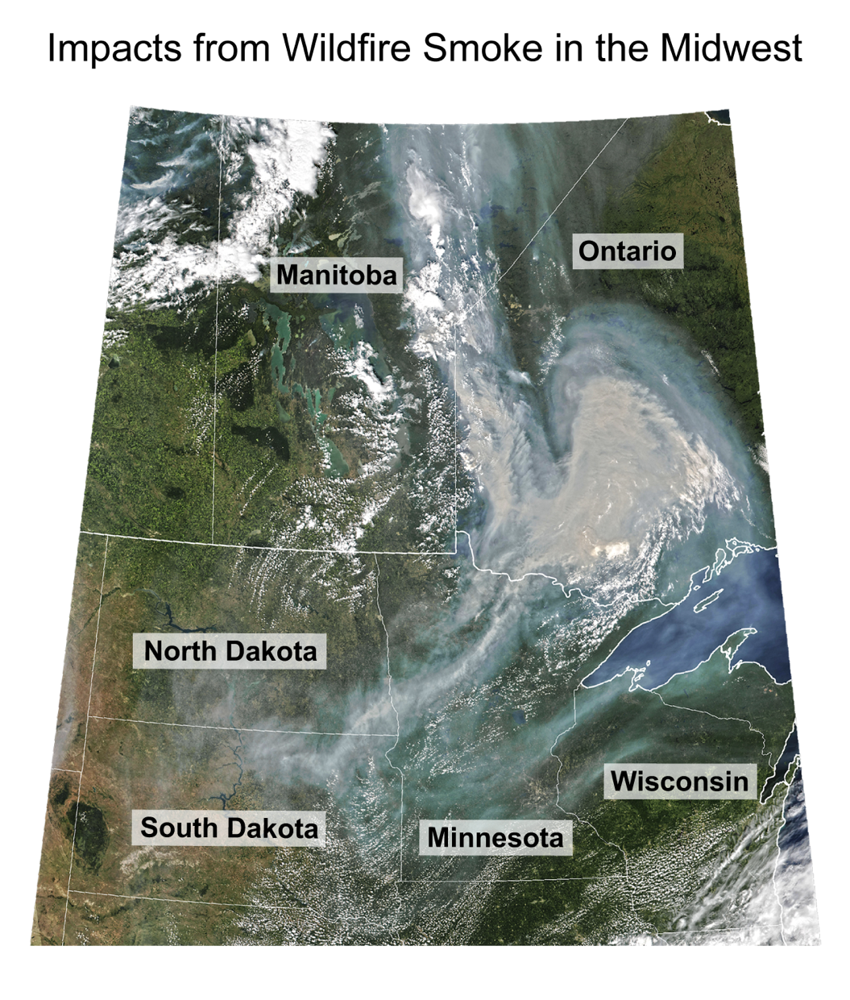 Impacts from Wildfire Smoke in the Midwest
Ontario
Manitoba
North Dakota
Wisconsin
South Dakota
Minnesota